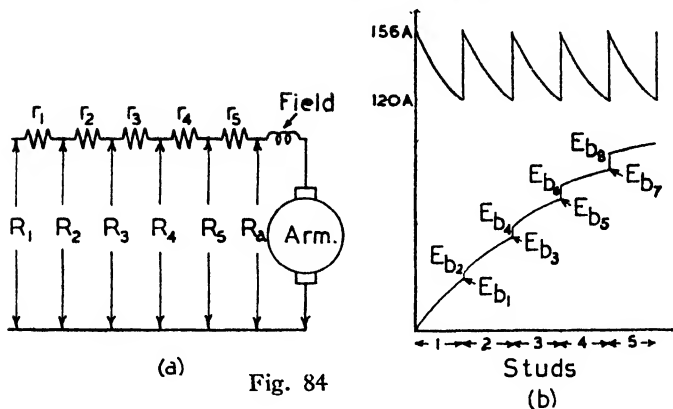 r1 r2 r3 r4 r5 Field
R1 R2 R3 R4 R5 Ra Arm.
(a)
Fig. 84
156A
120A
Eb8
Eb7
Eb6
Eb5
Eb4
Eb3
Eb2
Eb1
1 2 3 4 5
Studs
(b)